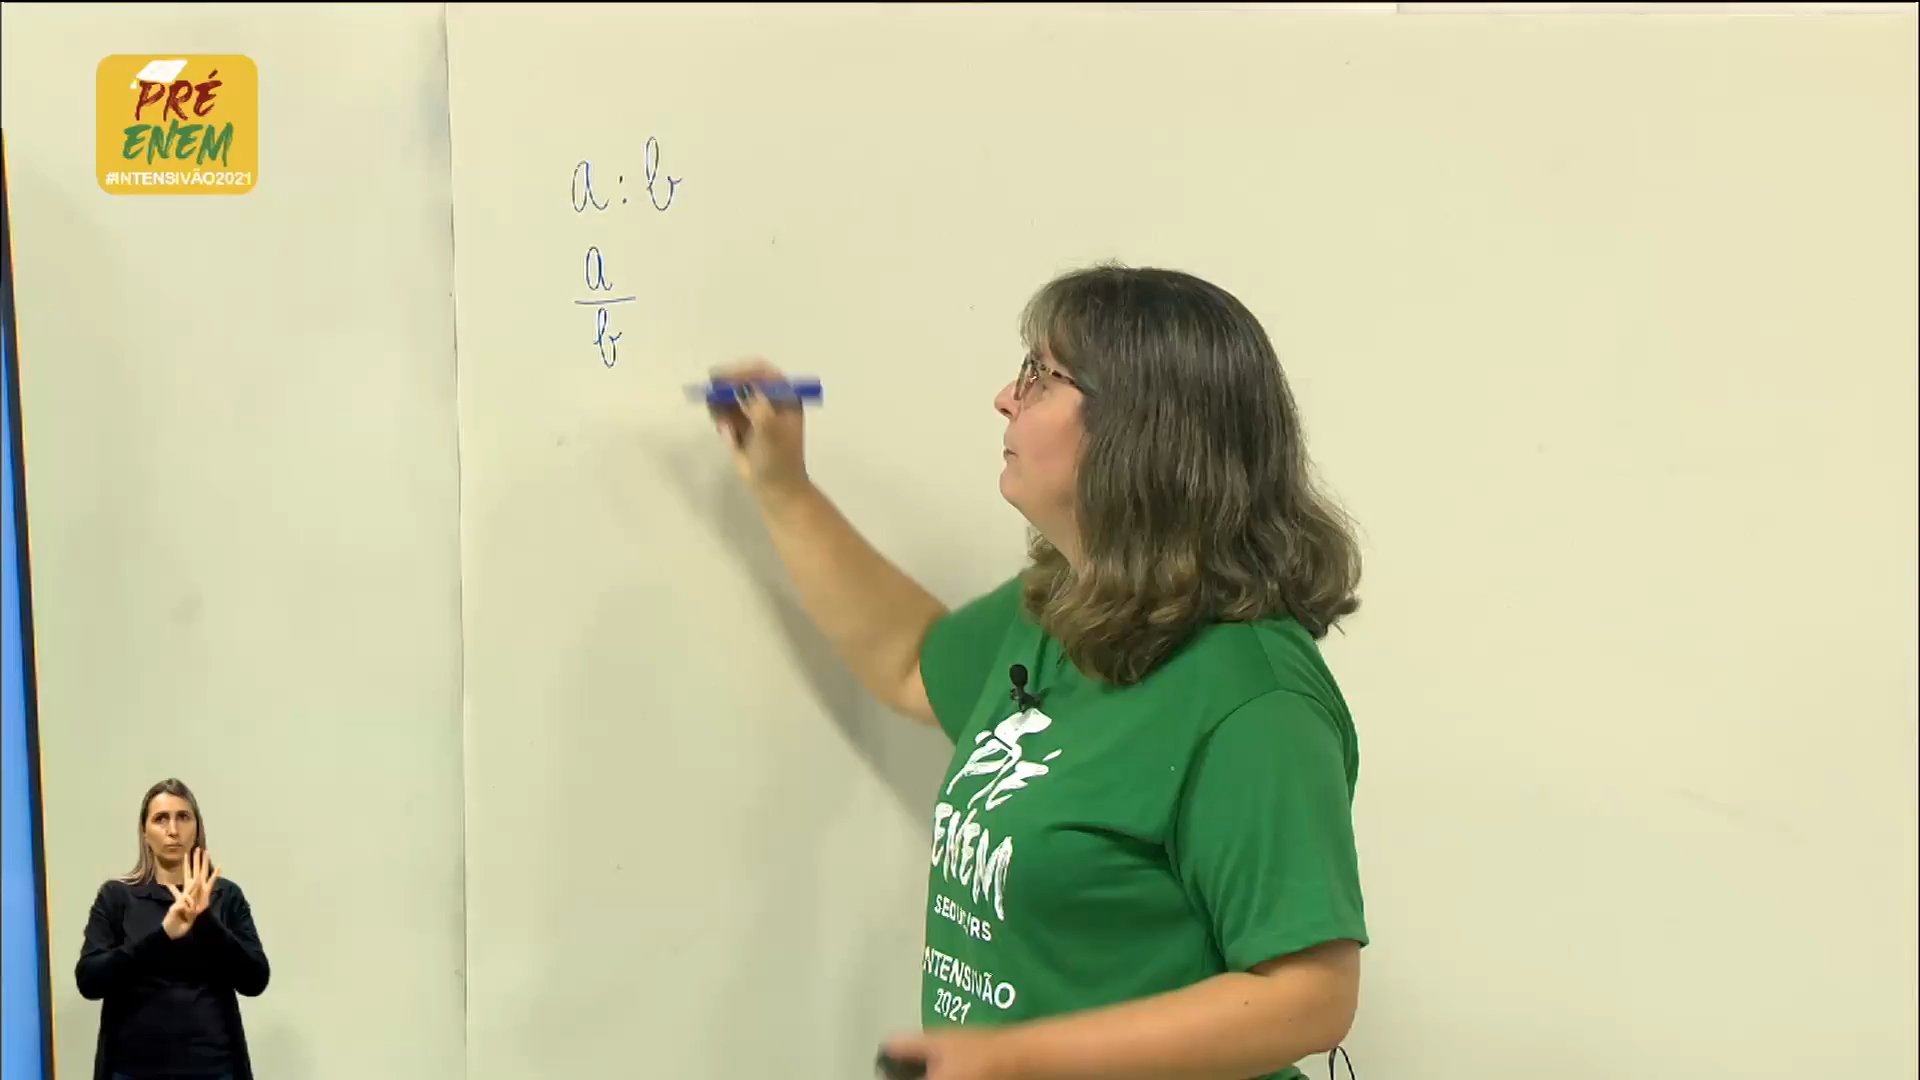 PRÉ
ENEM
#INTENSIVÃO2021
a : b
a
b
PRÉ
ENEM
SEDUC/RS
INTENSIVÃO
2021